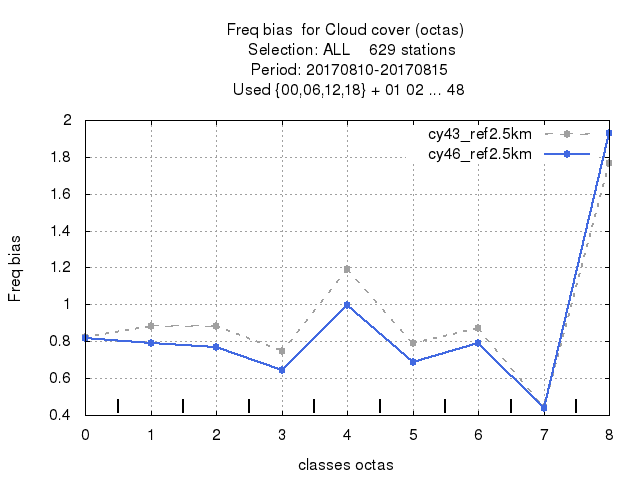 Freq bias  for Cloud cover (octas)
Selection: ALL    629 stations
Period: 20170810-20170815
Used {00,06,12,18} + 01 02 ... 48
cy43_ref2.5km
cy46_ref2.5km
2
1.8
1.6
1.4
1.2
1
0.8
0.6
0.4
Freq bias
0 1 2 3 4 5 6 7 8
classes octas